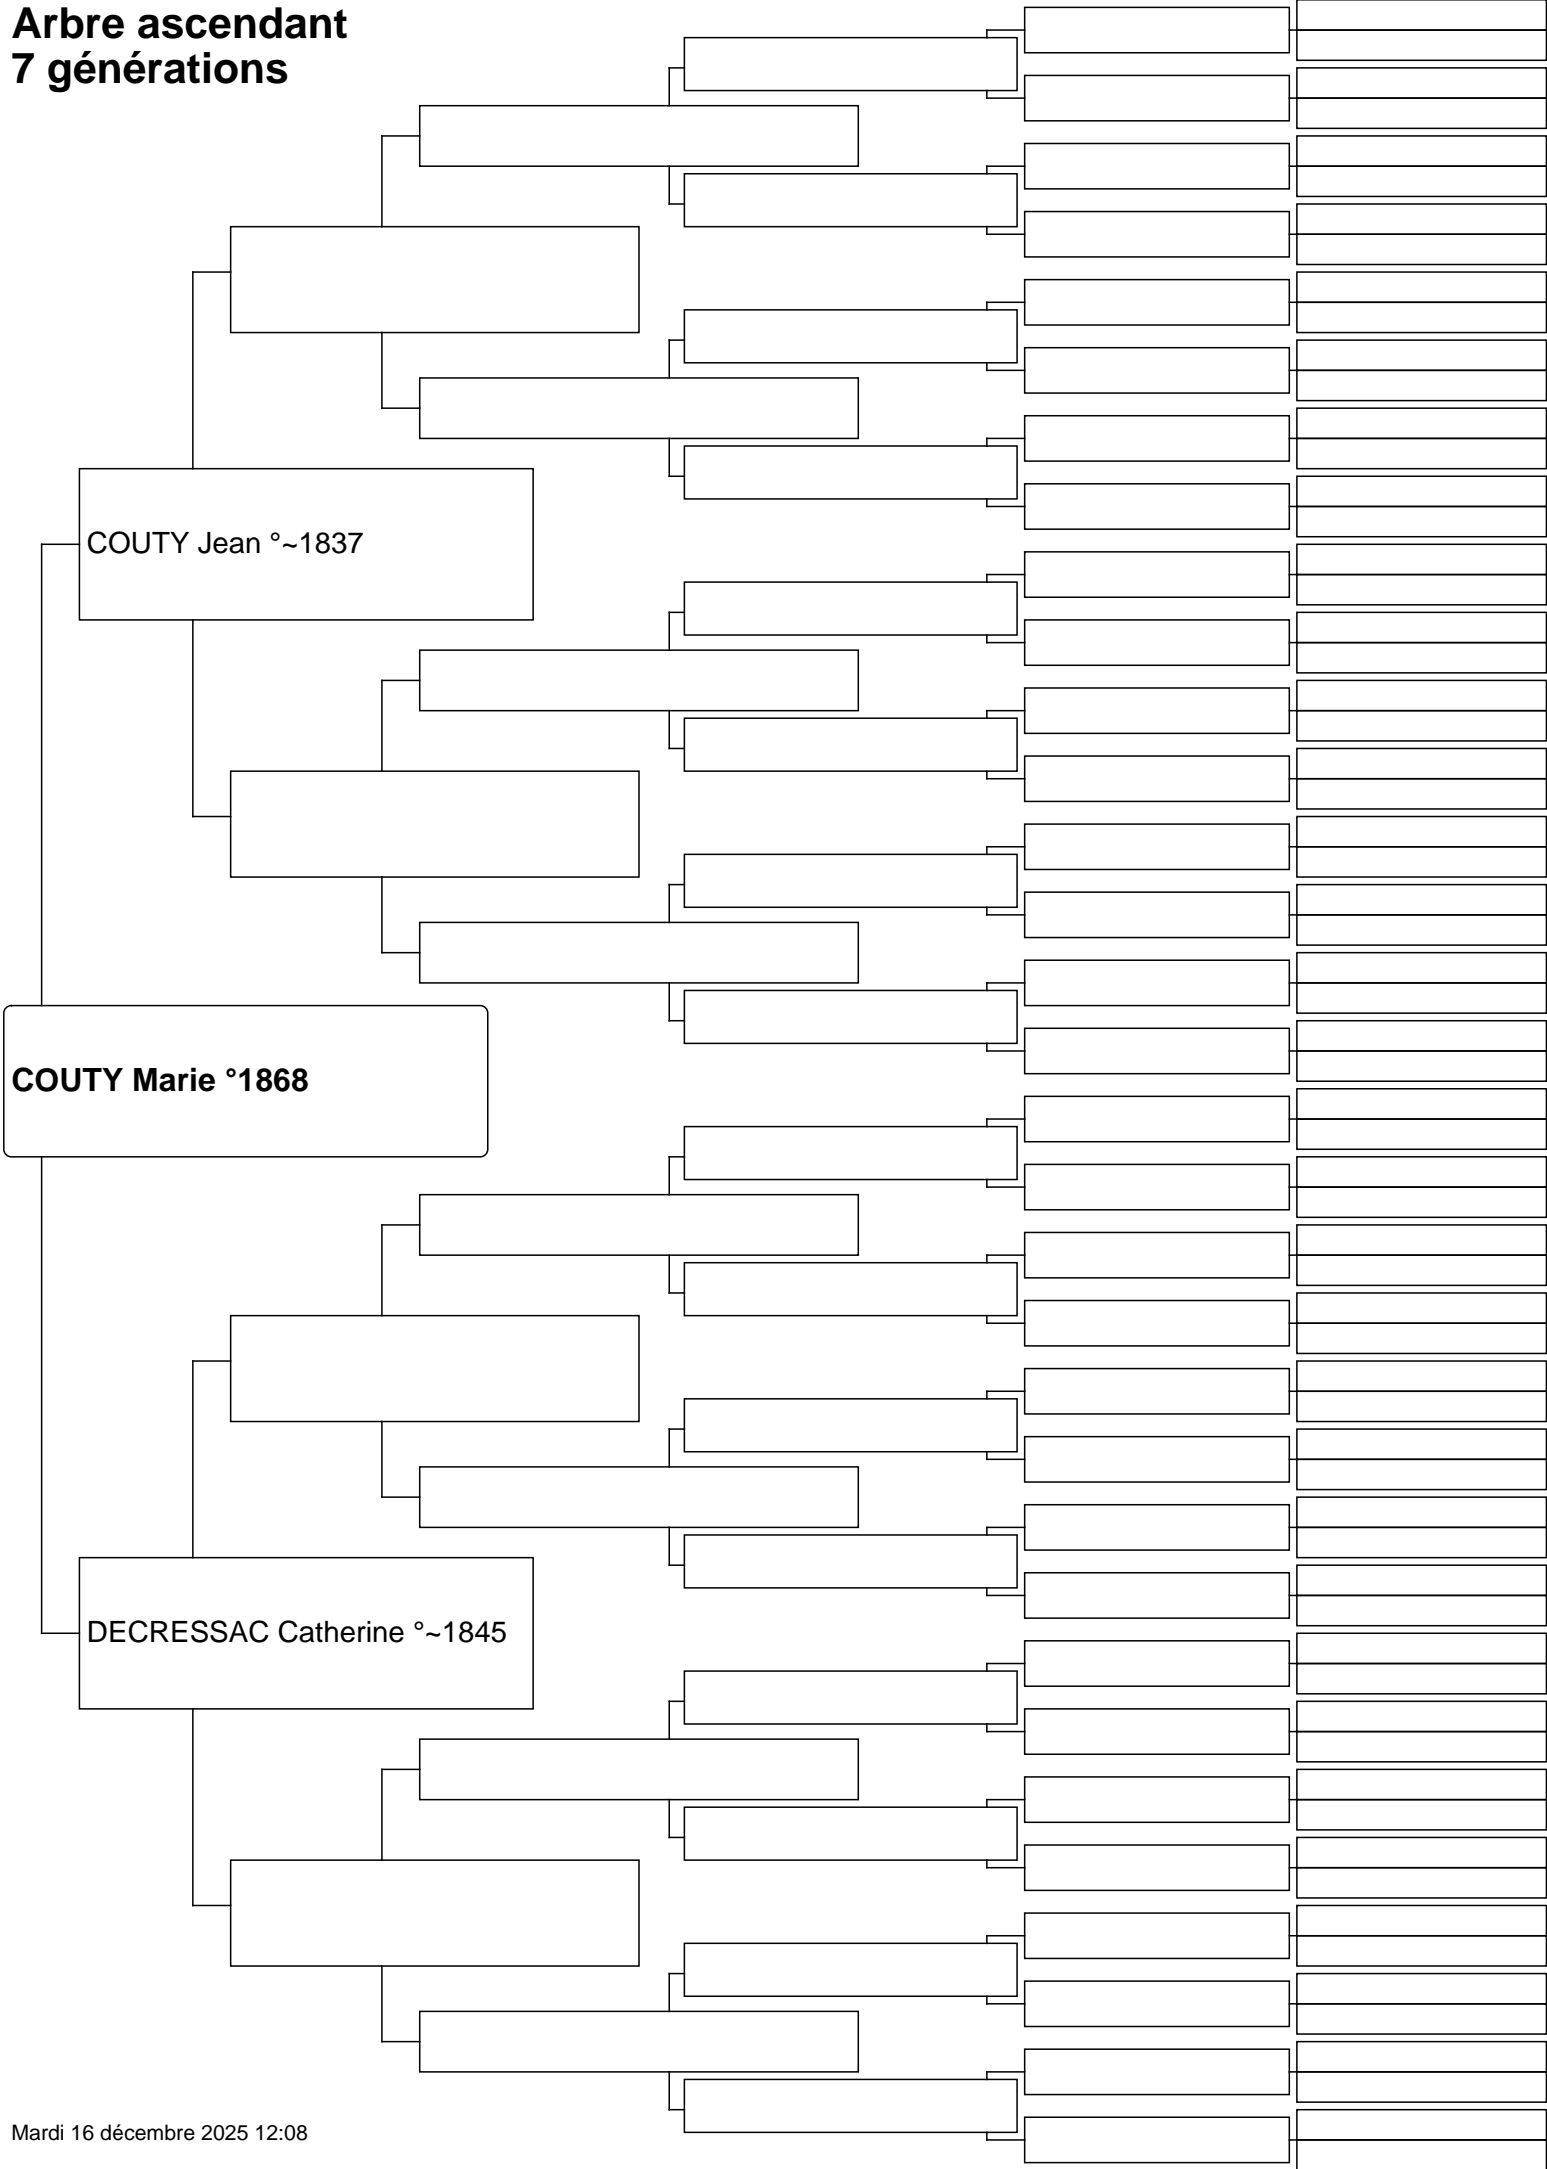 Arbre ascendant
7 générations
COUTY Jean °~1837
COUTY Marie °1868
DECRESSAC Catherine °~1845
Mardi 16 décembre 2025 12:08